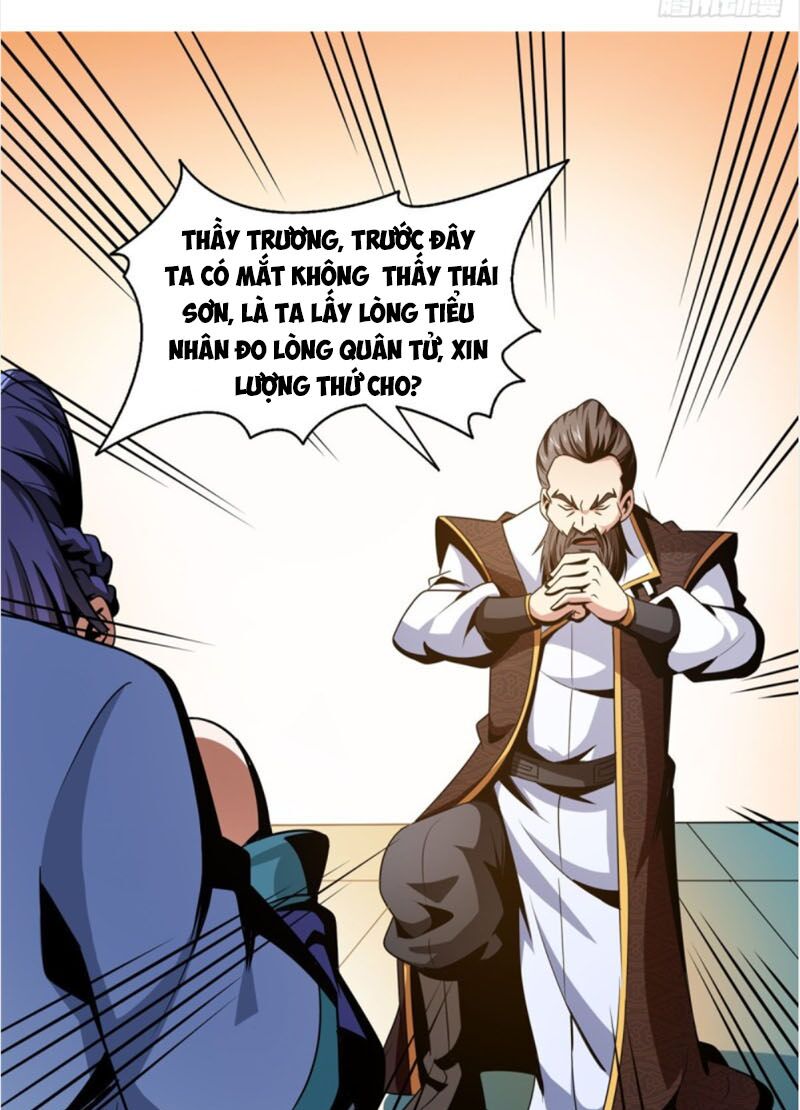 THẦY TRƯƠNG, TRƯỚC ĐÂY
TA CÓ MẮT KHÔNG THẤY THÁI
SƠN, LÀ TA LẤY LÒNG TIỂU
NHÂN ĐO LÒNG QUÂN TỬ, XIN
LƯỢNG THỨ CHO?